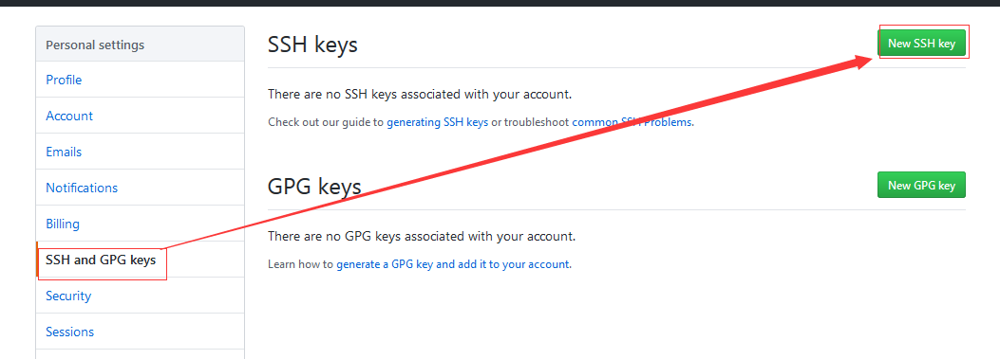 Personal settings
Profile
Account
Emails
Notifications
Billing
SSH and GPG keys
Security
Sessions
SSH keys
New SSH key
There are no SSH keys associated with your account.
Check out our guide to generating SSH keys or troubleshoot common SSH Problems.
GPG keys
New GPG key
There are no GPG keys associated with your account.
Learn how to generate a GPG key and add it to your account.